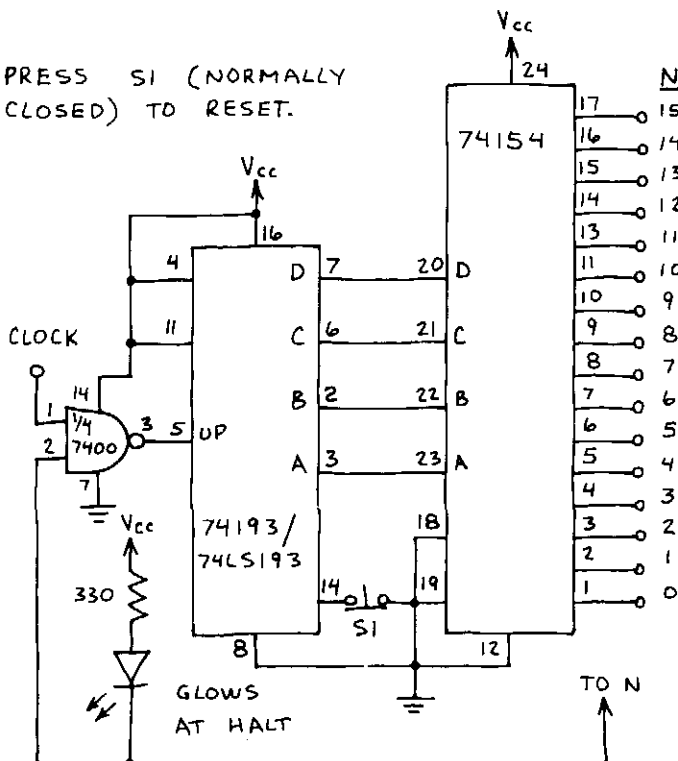 Vcc
24
PRESS S1 (NORMALLY
CLOSED) TO RESET.
N
17 15
74154
16 14
15 13
14 12
13 11
11 10
10 9
9 8
8 7
7 6
6 5
5 4
4 3
3 2
2 1
1 0
Vcc
16
4
D 7 20 D
11
C 6 21 C
CLOCK
14
B 2 22 B
1
1/4
7400
2
3
5 UP
A 3 23 A
7
18
74193/
74LS193
Vcc
330
14
S1
19
8
12
GLOWS
AT HALT
TO N